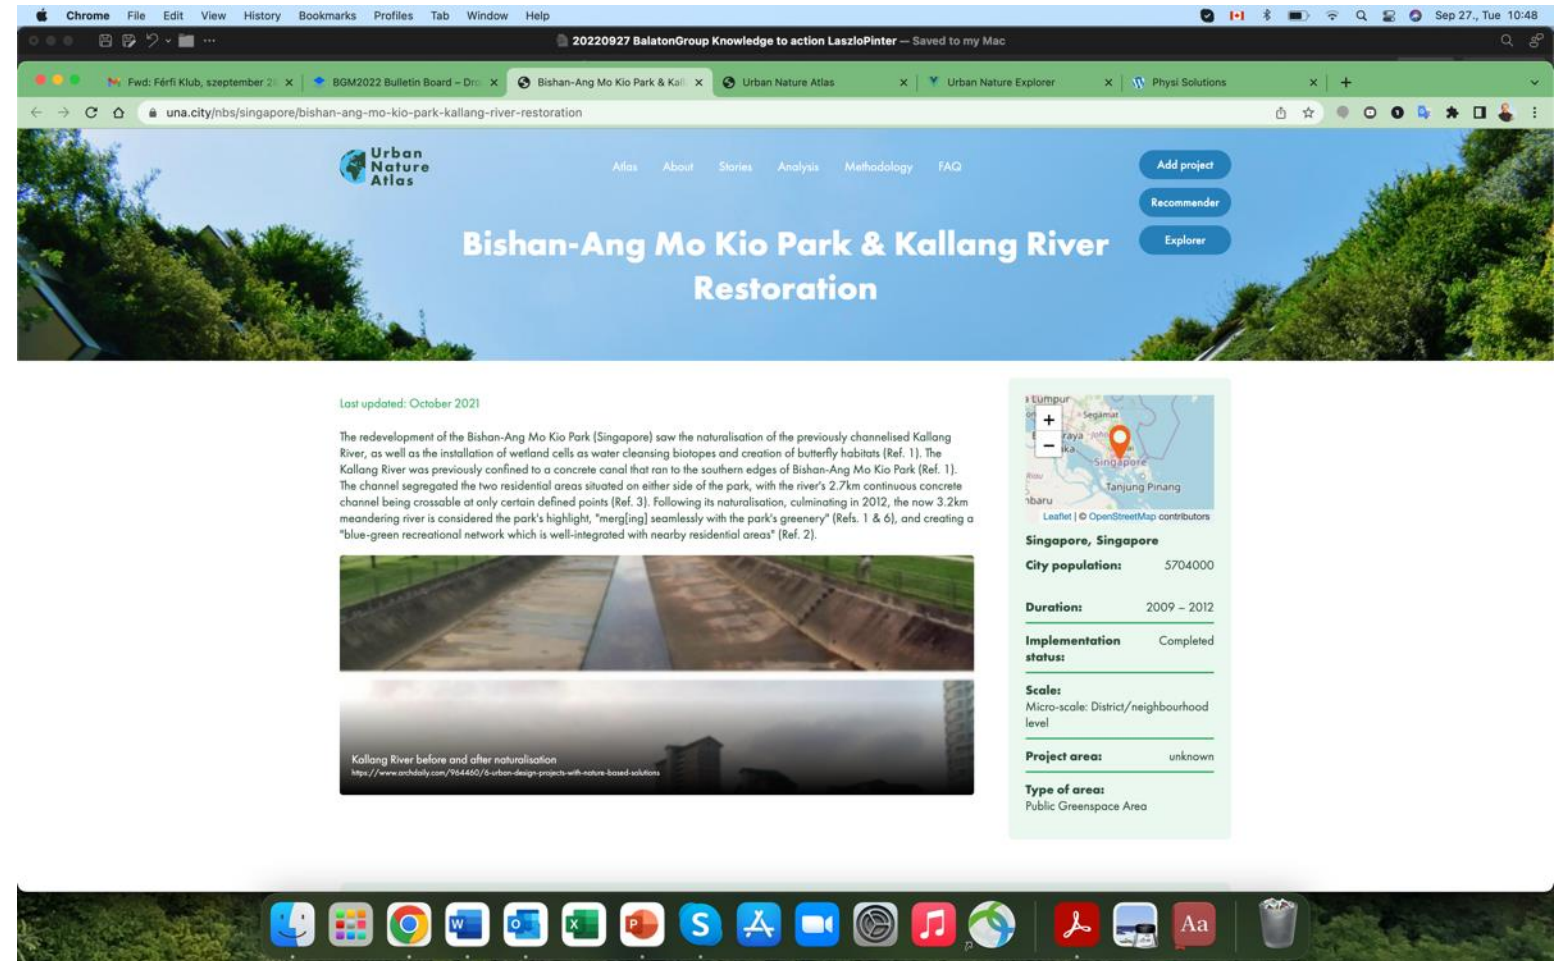 Chrome File Edit View History Bookmarks Profiles Tab Window Help
Sep 27., Tue 10:48
20220927 BalatonGroup Knowledge to action LaszloPinter — Saved to my Mac
Fwd: Férfi Klub, szeptember 2
BGM2022 Bulletin Board – Dro
Bishan-Ang Mo Kio Park & Kall
Urban Nature Atlas
Urban Nature Explorer
Physi Solutions
una.city/nbs/singapore/bishan-ang-mo-kio-park-kallang-river-restoration
Urban
Nature
Atlas
Atlas About Stories Analysis Methodology FAQ
Add project
Recommender
Explorer
Bishan-Ang Mo Kio Park & Kallang River
Restoration
Last updated: October 2021
The redevelopment of the Bishan-Ang Mo Kio Park (Singapore) saw the naturalisation of the previously channelised Kallang
River, as well as the installation of wetland cells as water cleansing biotopes and creation of butterfly habitats (Ref. 1). The
Kallang River was previously confined to a concrete canal that ran to the southern edges of Bishan-Ang Mo Kio Park (Ref. 1).
The channel segregated the two residential areas situated on either side of the park, with the river's 2.7km continuous concrete
channel being crossable at only certain defined points (Ref. 3). Following its naturalisation, culminating in 2012, the now 3.2km
meandering river is considered the park's highlight, "merg[ing] seamlessly with the park's greenery" (Refs. 1 & 6), and creating a
"blue-green recreational network which is well-integrated with nearby residential areas" (Ref. 2).
Kallang River before and after naturalisation
https://www.archdaily.com/964460/6-urban-design-projects-with-nature-based-solutions
Lumpur
Segamat
+
−
Singapore
Tanjung Pinang
Leaflet | © OpenStreetMap contributors
Singapore, Singapore
City population: 5704000
Duration: 2009 – 2012
Implementation Completed
status:
Scale:
Micro-scale: District/neighbourhood
level
Project area: unknown
Type of area:
Public Greenspace Area
W
X
P
S
Aa